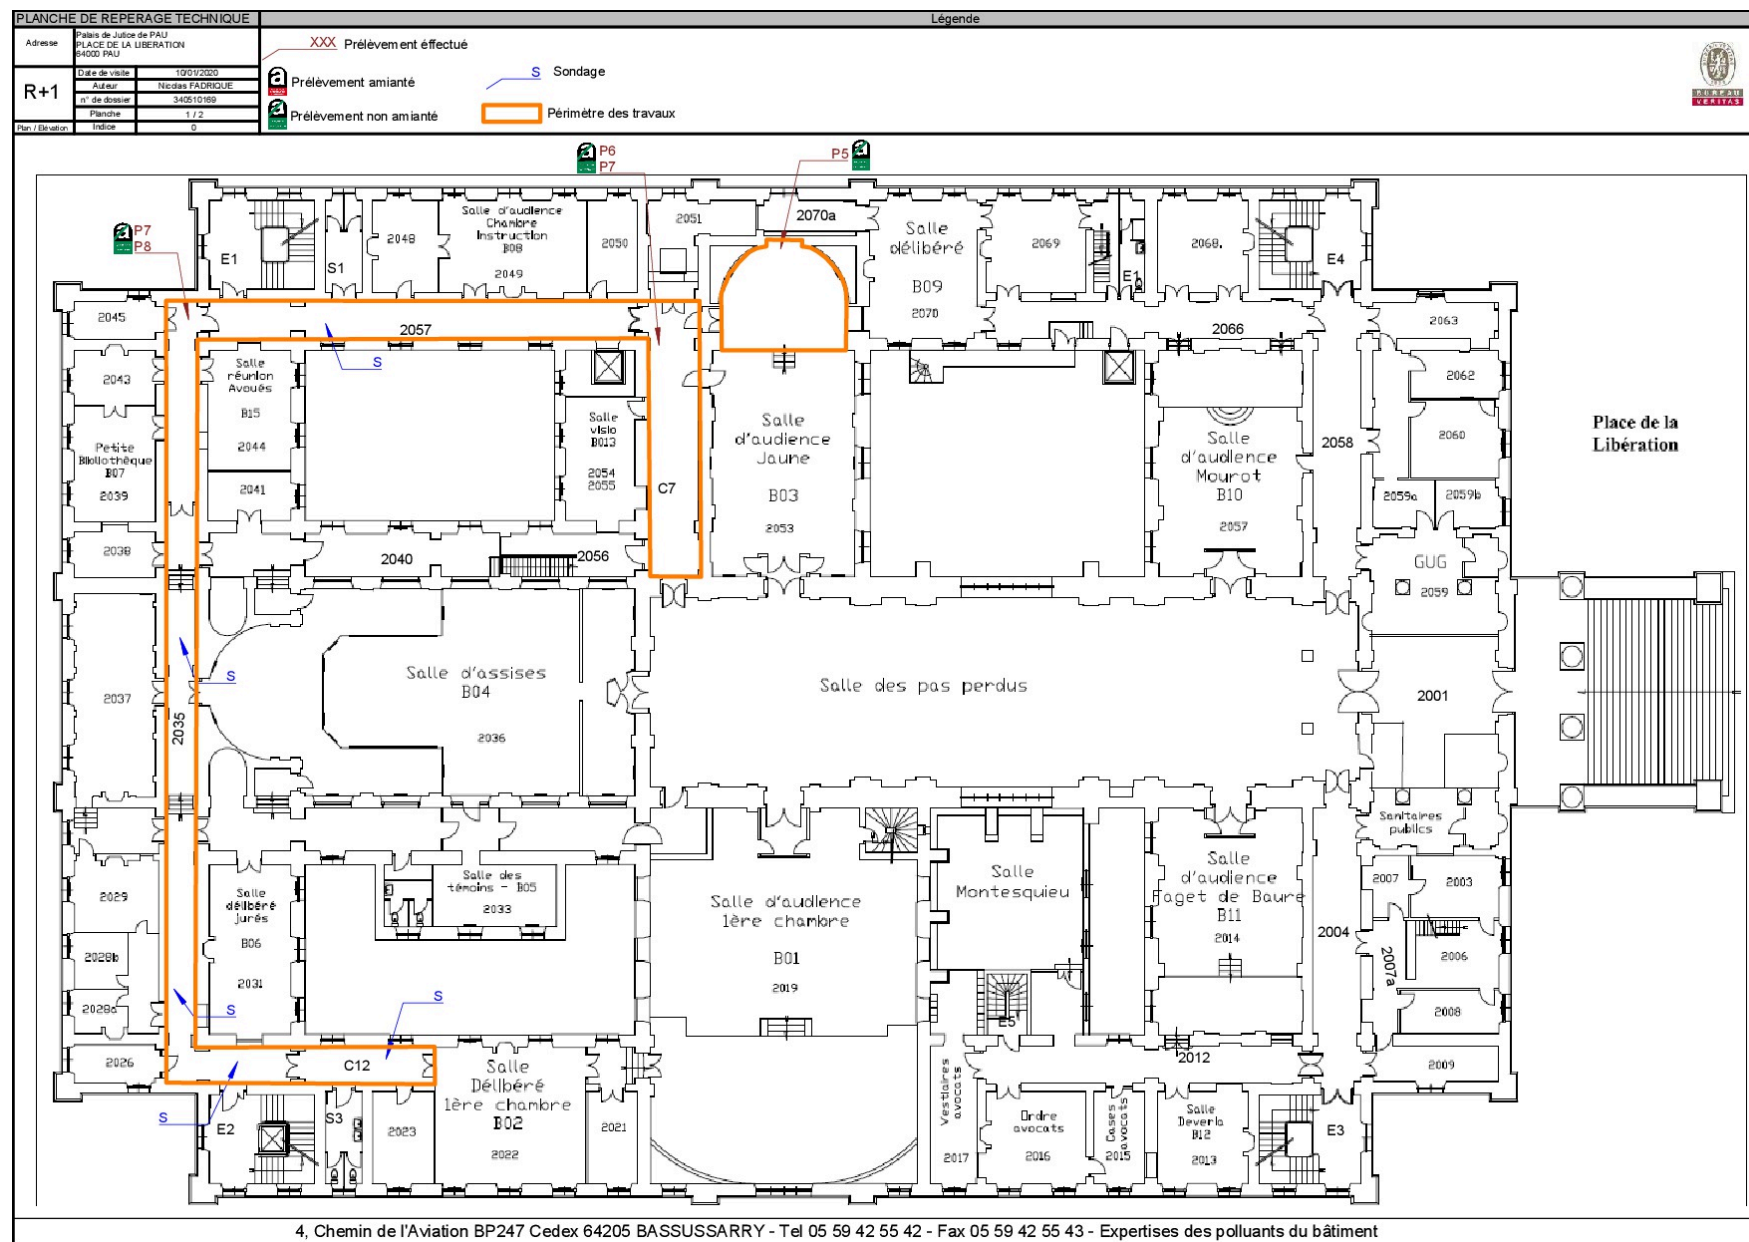 PLANCHE DE REPERAGE TECHNIQUE
Légende
Adresse
Palais de Jutice de PAU
PLACE DE LA LIBERATION
64000 PAU
R+1
Plan / Elévation
Date de visite 10/01/2020
Auteur Nicolas FADRIQUE
n° de dossier 340510169
Planche 1 / 2
Indice 0
XXX Prélèvement éffectué
Prélèvement amianté
Prélèvement non amianté
S Sondage
Périmètre des travaux
BUREAU
VERITAS
P6
P7
P5
P7
P8
E1
S1
2048
Salle d'audience
Chambre
Instruction
B08
2049
2050
2051
2070a
Salle
délibéré
B09
2070
2069
E1
2068.
E4
2045
2057
S
2066
2063
2043
Salle
réunion
Avoués
B15
2044
2062
Petite
Bibliothèque
B07
2039
2041
Salle
visio
B013
2054
2055
C7
Salle
d'audience
Jaune
B03
2053
Salle
d'audience
Mourot
B10
2057
2058
2060
2059a
2059b
Place de la
Libération
2038
2040
2056
GUG
2059
2037
2035
S
Salle d'assises
B04
2036
Salle des pas perdus
2001
Sanitaires
publics
2029
Salle
délibéré
jurés
B06
2031
Salle des
témoins - B05
2033
Salle d'audience
1ère chambre
B01
2019
Salle
Montesquieu
Salle
d'audience
Faget de Baure
B11
2014
2004
2007
2003
2007a
2006
2008
2028b
2028a
S
S
E5
2026
C12
2012
2009
S
E2
S3
2023
Salle
Délibéré
1ère chambre
B02
2022
2021
Vestiaires
avocats
2017
Ordre
avocats
2016
Cases
avocats
2015
Salle
Deverla
B12
2013
E3
4, Chemin de l'Aviation BP247 Cedex 64205 BASSUSSARRY - Tel 05 59 42 55 42 - Fax 05 59 42 55 43 - Expertises des polluants du bâtiment